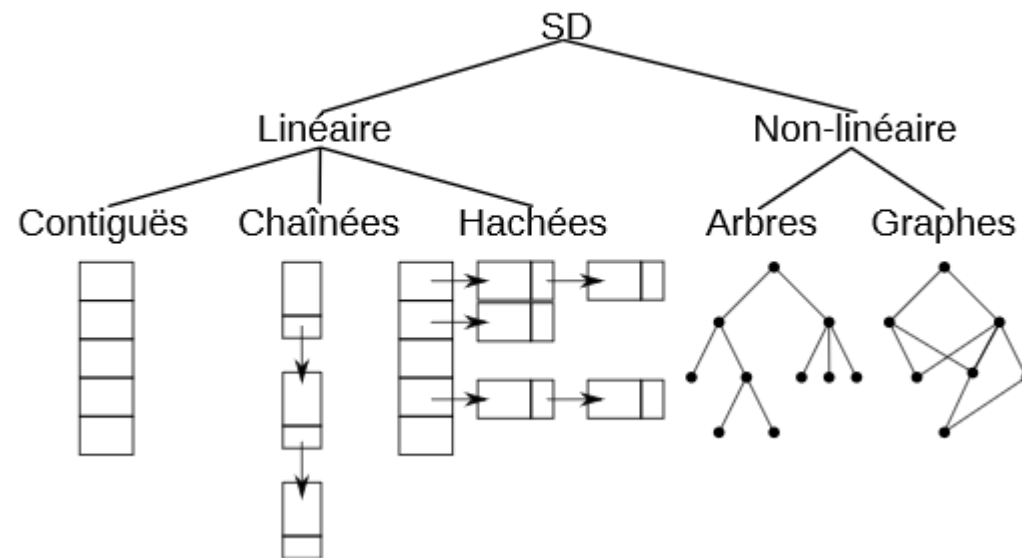 SD
Linéaire
Non-linéaire
Contiguës
Chaînées
Hachées
Arbres
Graphes